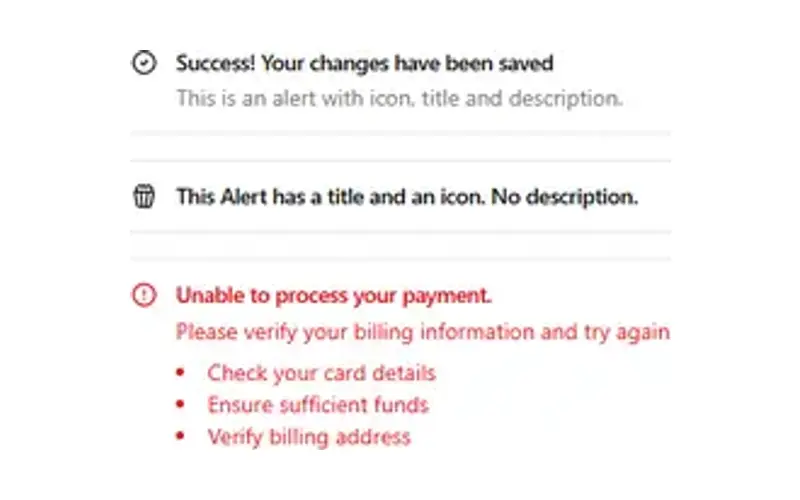 Success! Your changes have been saved
This is an alert with icon, title and description.
This Alert has a title and an icon. No description.
Unable to process your payment.
Please verify your billing information and try again
• Check your card details
• Ensure sufficient funds
• Verify billing address